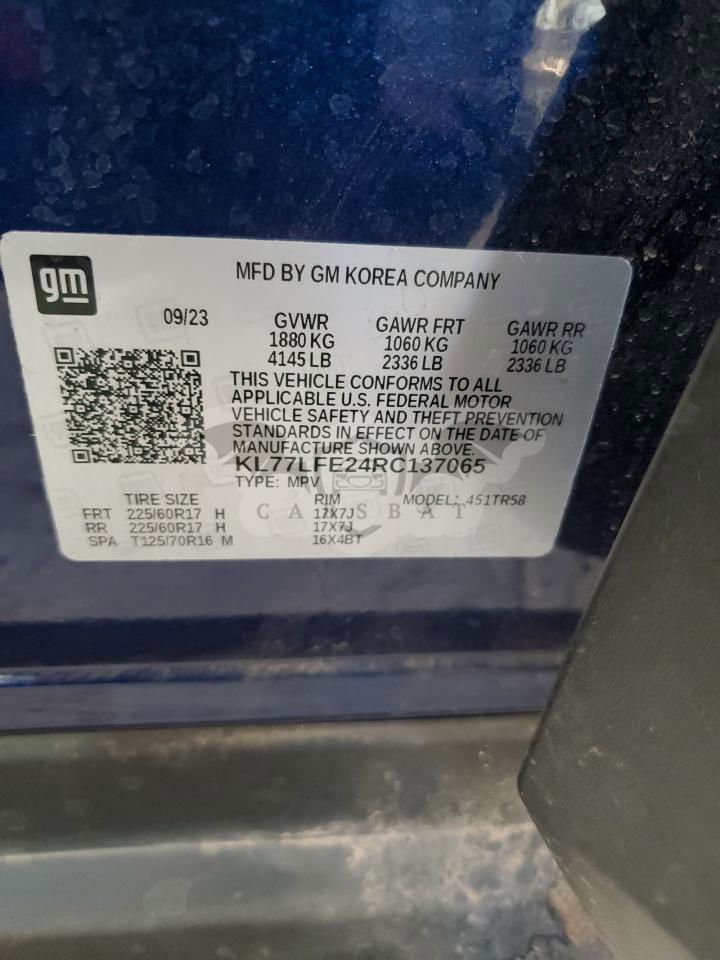 gm
MFD BY GM KOREA COMPANY
09/23
GVWR GAWR FRT GAWR RR
1880 KG 1060 KG 1060 KG
4145 LB 2336 LB 2336 LB
THIS VEHICLE CONFORMS TO ALL
APPLICABLE U.S. FEDERAL MOTOR
VEHICLE SAFETY AND THEFT PREVENTION
STANDARDS IN EFFECT ON THE DATE OF
MANUFACTURE SHOWN ABOVE.
KL77LFE24RC137065
TYPE: MPV
TIRE SIZE RIM MODEL: 451TR58
FRT 225/60R17 H 17X7J
RR 225/60R17 H 17X7J
SPA T125/70R16 M 16X4BT
CARSBAT